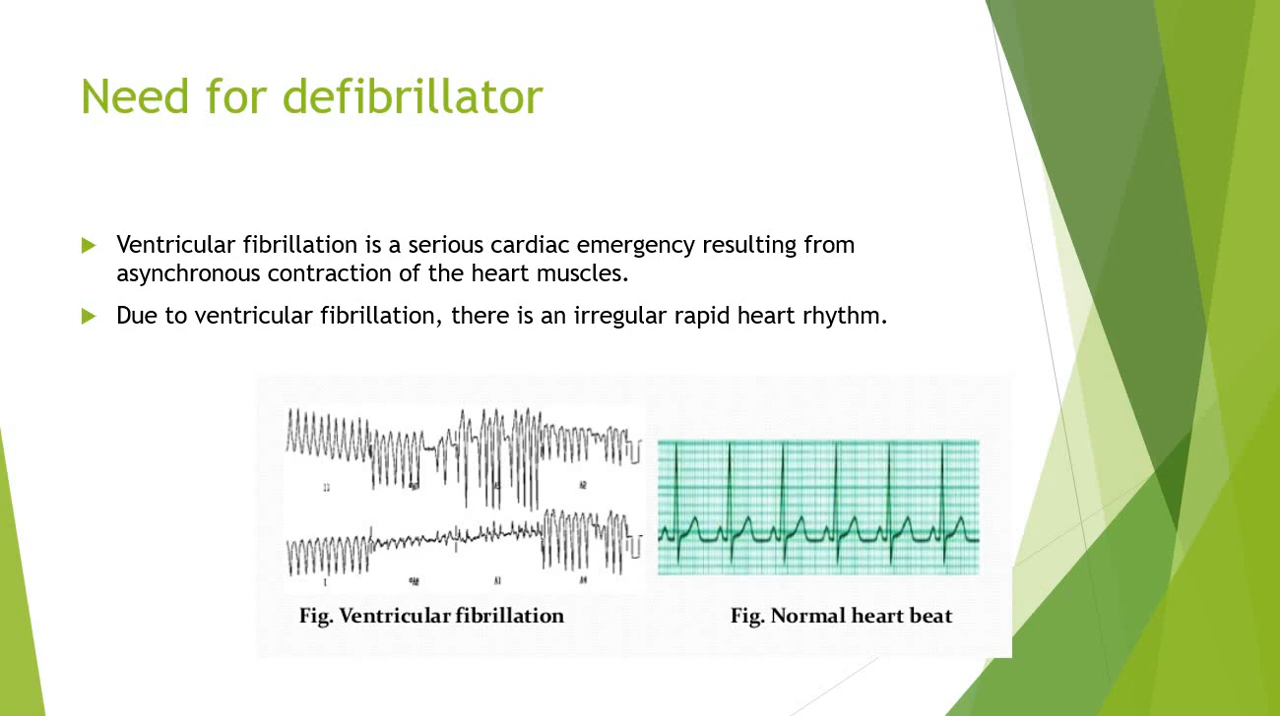 Need for defibrillator
Ventricular fibrillation is a serious cardiac emergency resulting from
asynchronous contraction of the heart muscles.
Due to ventricular fibrillation, there is an irregular rapid heart rhythm.
A2
Fig. Ventricular fibrillation
Fig. Normal heart beat